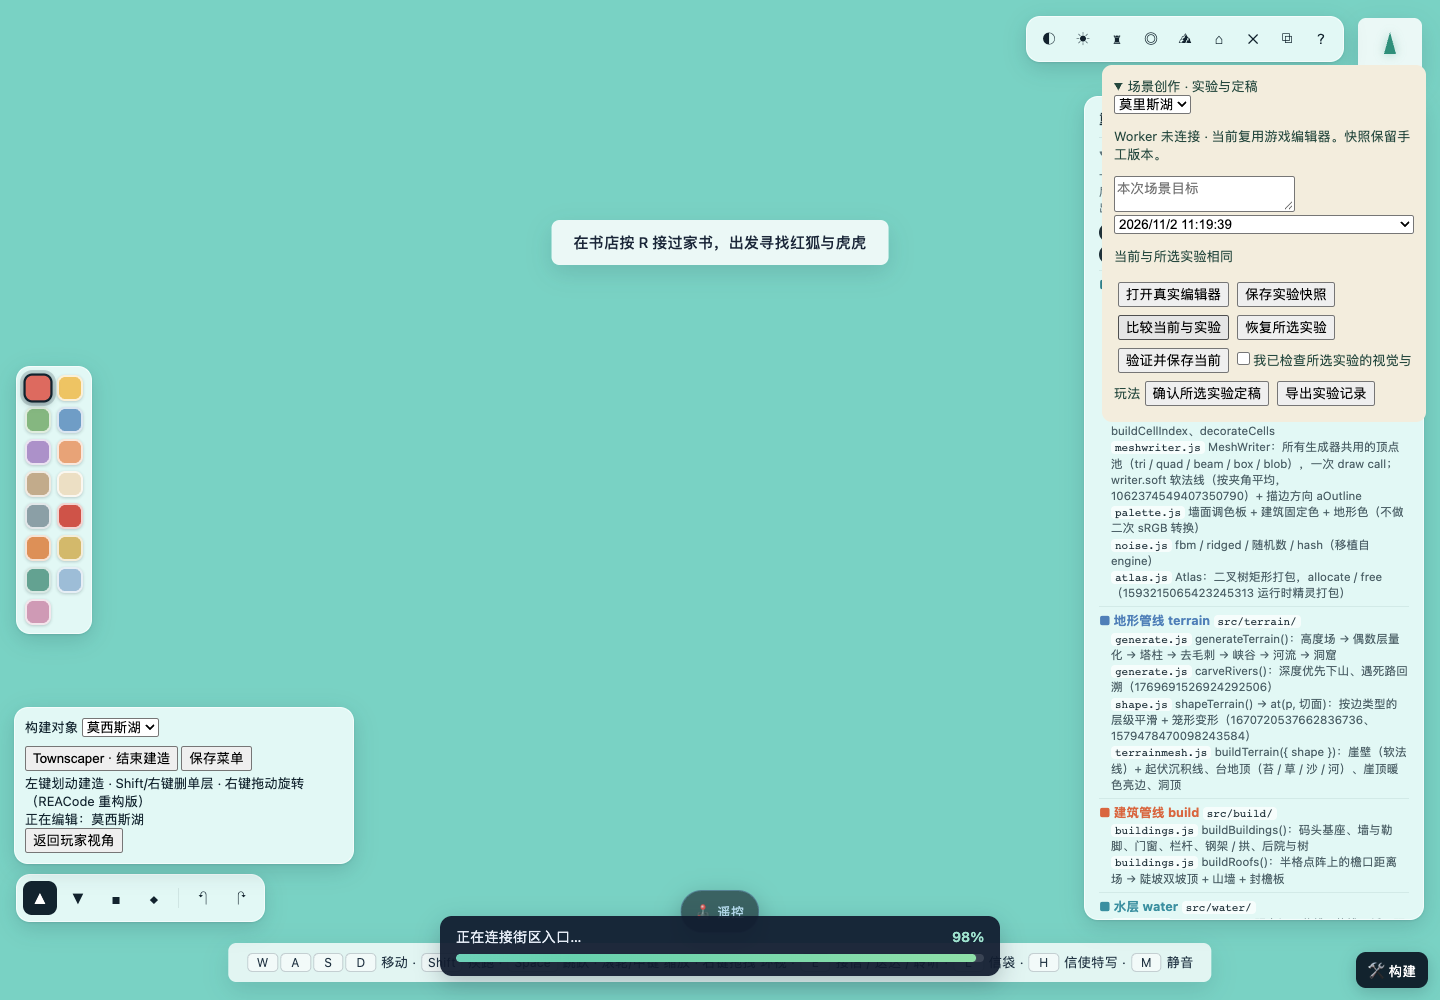 ?
▼ 场景创作 · 实验与定稿
莫里斯湖
Worker 未连接 · 当前复用游戏编辑器。快照保留手
工版本。
本次场景目标
2026/11/2 11:19:39
当前与所选实验相同
打开真实编辑器 保存实验快照
比较当前与实验 恢复所选实验
验证并保存当前 我已检查所选实验的视觉与
玩法 确认所选实验定稿 导出实验记录
在书店按 R 接过家书，出发寻找红狐与虎虎
buildCellIndex、decorateCells
meshwriter.js MeshWriter：所有生成器共用的顶点
池（tri / quad / beam / box / blob），一次 draw call；
writer.soft 软法线（按夹角平均，
1062374549407350790）+ 描边方向 aOutline
palette.js 墙面调色板 + 建筑固定色 + 地形色（不做
二次 sRGB 转换）
noise.js fbm / ridged / 随机数 / hash（移植自
engine）
atlas.js Atlas：二叉树矩形打包，allocate / free
（1593215065423245313 运行时精灵打包）
地形管线 terrain src/terrain/
generate.js generateTerrain()：高度场 → 偶数层量
化 → 塔柱 → 去毛刺 → 峡谷 → 河流 → 洞窟
generate.js carveRivers()：深度优先下山、遇死路回
溯（1769691526924292506）
shape.js shapeTerrain() → at(p, 切面)：按边类型的
层级平滑 + 笼形变形（1670720537662836736、
1579478470098243584）
terrainmesh.js buildTerrain({ shape })：崖壁（软法
线）+ 起伏沉积线、台地顶（苔 / 草 / 沙 / 河）、崖顶暖
色亮边、洞顶
建筑管线 build src/build/
buildings.js buildBuildings()：码头基座、墙与勒
脚、门窗、栏杆、钢架 / 拱、后院与树
buildings.js buildRoofs()：半格点阵上的檐口距离
场 → 陡坡双坡顶 + 山墙 + 封檐板
水层 water src/water/
构建对象 莫西斯湖
Townscaper · 结束建造 保存菜单
左键划动建造 · Shift/右键删单层 · 右键拖动旋转
（REACode 重构版）
正在编辑：莫西斯湖
返回玩家视角
遥控
正在连接街区入口... 98%
W A S D 移动 · 信袋 · H 信使特写 · M 静音
构建